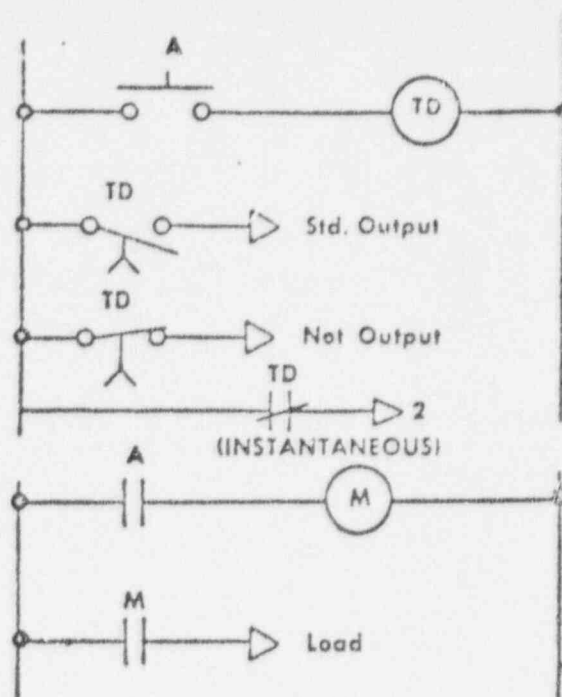 A
TD
TD
Std. Output
TD
Not Output
TD
2
(INSTANTANEOUS)
A
M
M
Load